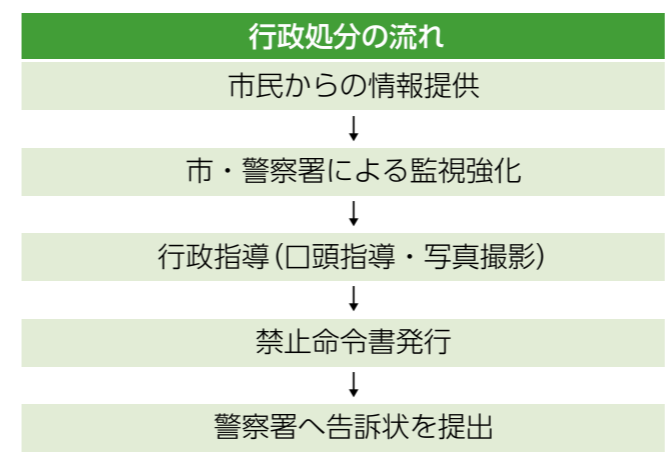 行政処分の流れ
市民からの情報提供
↓
市・警察署による監視強化
↓
行政指導(口頭指導・写真撮影)
↓
禁止命令書発行
↓
警察署へ告訴状を提出